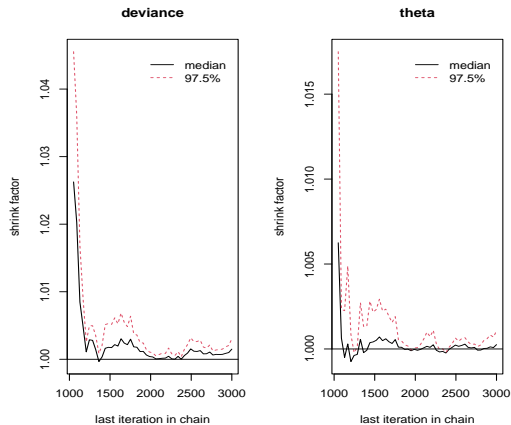 deviance
median
97.5%
shrink factor
1.00
1.01
1.02
1.03
1.04
1000
1500
2000
2500
3000
last iteration in chain
theta
median
97.5%
shrink factor
1.000
1.005
1.010
1.015
1000
1500
2000
2500
3000
last iteration in chain